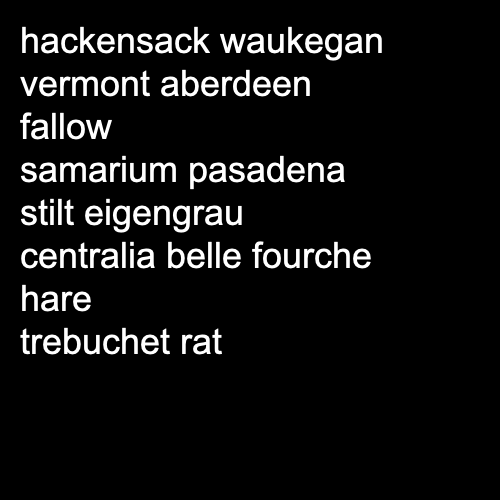 hackensack waukegan
vermont aberdeen
fallow
samarium pasadena
stilt eigengrau
centralia belle fourche
hare
trebuchet rat